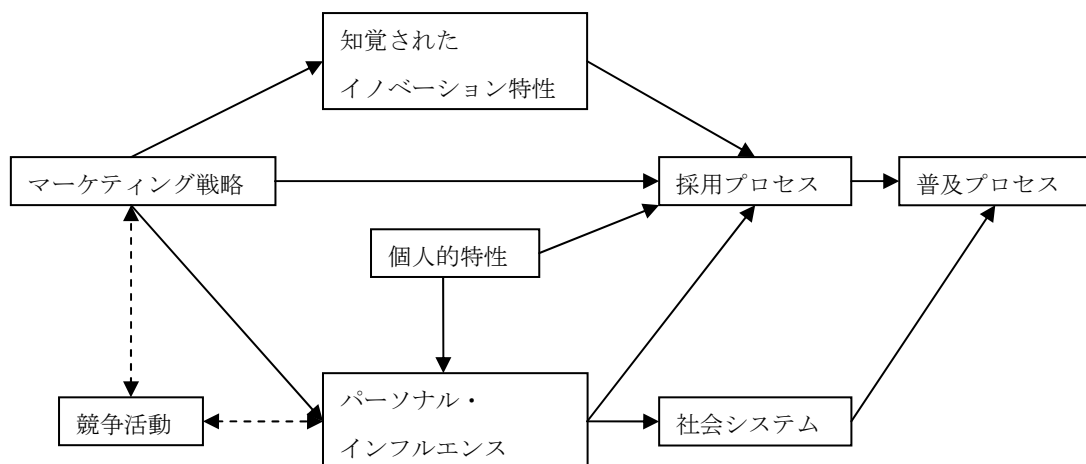 知覚された
イノベーション特性
マーケティング戦略
採用プロセス
普及プロセス
個人的特性
競争活動
パーソナル・
インフルエンス
社会システム